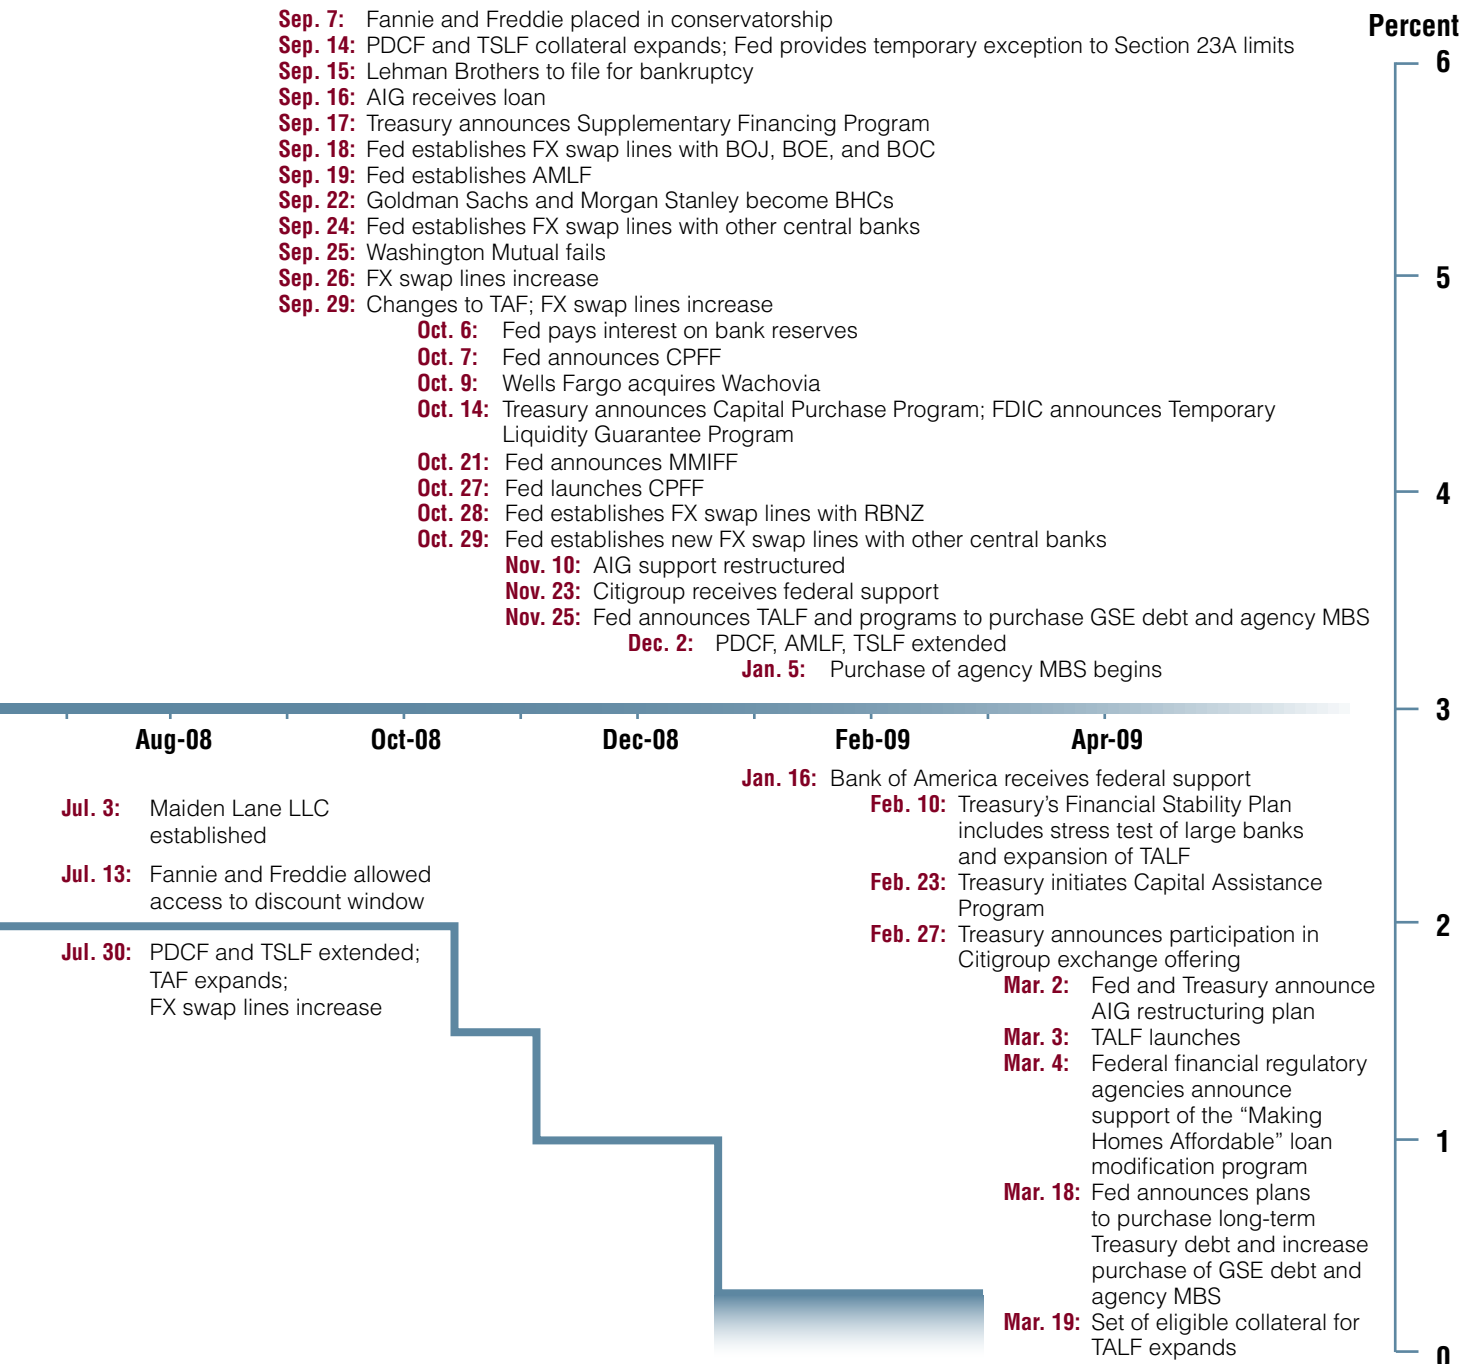 Sep. 7: Fannie and Freddie placed in conservatorship
Sep. 14: PDCF and TSLF collateral expands; Fed provides temporary exception to Section 23A limits
Sep. 15: Lehman Brothers to file for bankruptcy
Sep. 16: AIG receives loan
Sep. 17: Treasury announces Supplementary Financing Program
Sep. 18: Fed establishes FX swap lines with BOJ, BOE, and BOC
Sep. 19: Fed establishes AMLF
Sep. 22: Goldman Sachs and Morgan Stanley become BHCs
Sep. 24: Fed establishes FX swap lines with other central banks
Sep. 25: Washington Mutual fails
Sep. 26: FX swap lines increase
Sep. 29: Changes to TAF; FX swap lines increase
Oct. 6: Fed pays interest on bank reserves
Oct. 7: Fed announces CPFF
Oct. 9: Wells Fargo acquires Wachovia
Oct. 14: Treasury announces Capital Purchase Program; FDIC announces Temporary
Liquidity Guarantee Program
Oct. 21: Fed announces MMIFF
Oct. 27: Fed launches CPFF
Oct. 28: Fed establishes FX swap lines with RBNZ
Oct. 29: Fed establishes new FX swap lines with other central banks
Nov. 10: AIG support restructured
Nov. 23: Citigroup receives federal support
Nov. 25: Fed announces TALF and programs to purchase GSE debt and agency MBS
Dec. 2: PDCF, AMLF, TSLF extended
Jan. 5: Purchase of agency MBS begins
Percent
6
5
4
3
2
1
0
Aug-08 Oct-08 Dec-08 Feb-09 Apr-09
Jul. 3: Maiden Lane LLC
established
Jul. 13: Fannie and Freddie allowed
access to discount window
Jul. 30: PDCF and TSLF extended;
TAF expands;
FX swap lines increase
Jan. 16: Bank of America receives federal support
Feb. 10: Treasury’s Financial Stability Plan
includes stress test of large banks
and expansion of TALF
Feb. 23: Treasury initiates Capital Assistance
Program
Feb. 27: Treasury announces participation in
Citigroup exchange offering
Mar. 2: Fed and Treasury announce
AIG restructuring plan
Mar. 3: TALF launches
Mar. 4: Federal financial regulatory
agencies announce
support of the “Making
Homes Affordable” loan
modification program
Mar. 18: Fed announces plans
to purchase long-term
Treasury debt and increase
purchase of GSE debt and
agency MBS
Mar. 19: Set of eligible collateral for
TALF expands